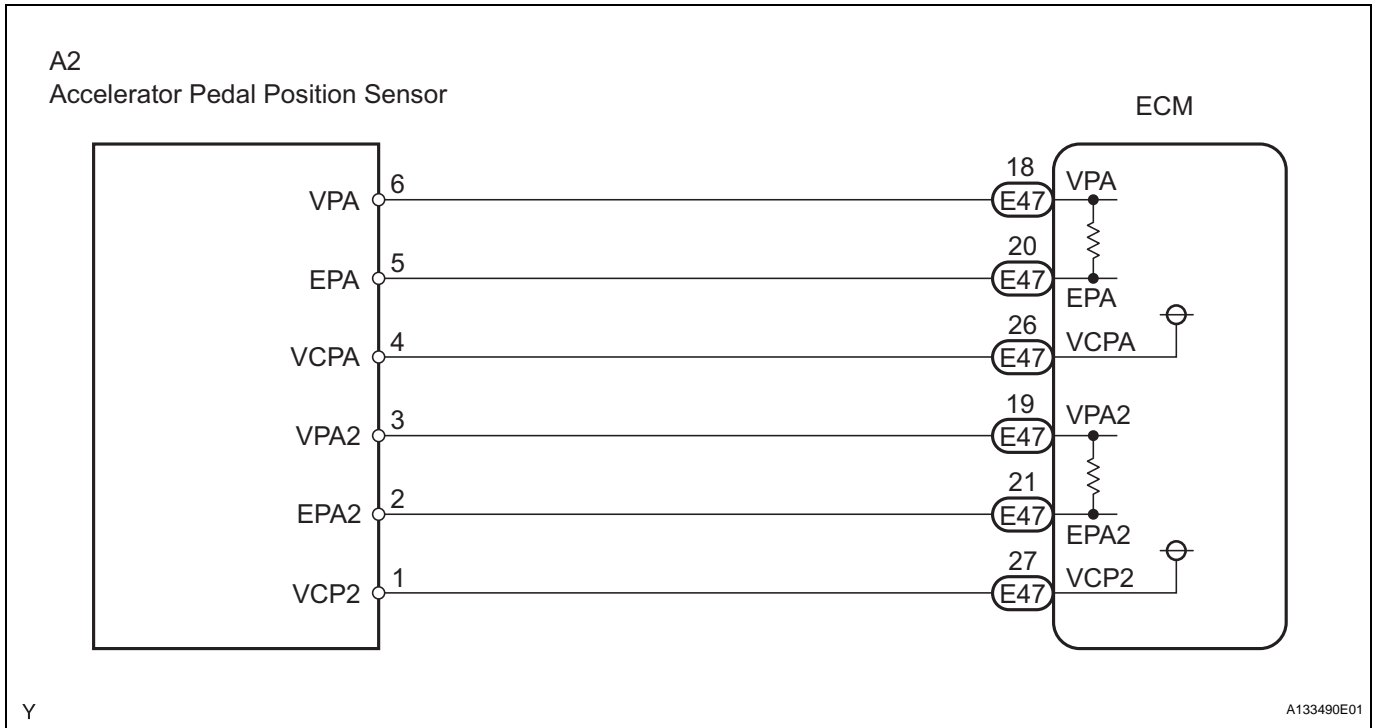 A2
Accelerator Pedal Position Sensor
ECM
VPA 6 18 E47 VPA
EPA 5 20 E47 EPA
VCPA 4 26 E47 VCPA
VPA2 3 19 E47 VPA2
EPA2 2 21 E47 EPA2
VCP2 1 27 E47 VCP2
Y
A133490E01